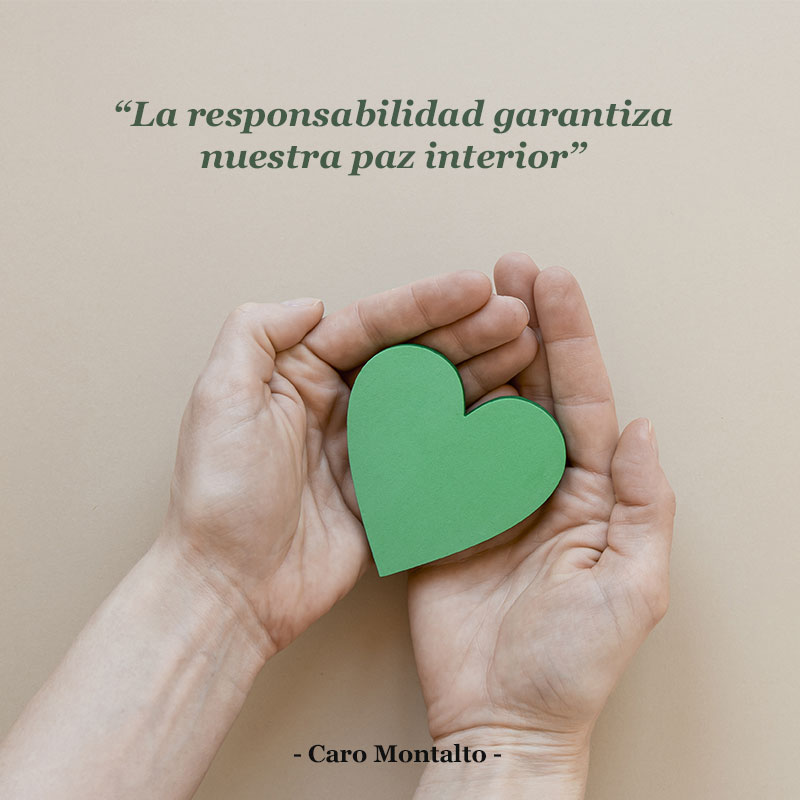 “La responsabilidad garantiza
nuestra paz interior”
- Caro Montalto -